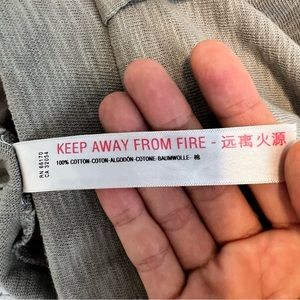 KEEP AWAY FROM FIRE - 远离火源
100% COTTON-COTON-ALGODÓN-COTONE-BAUMWOLLE- 棉
RN 66170
CA 32054